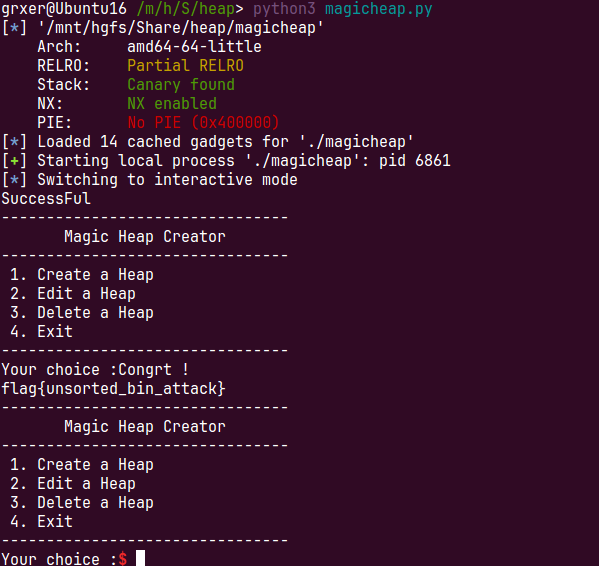 grxer@Ubuntu16 /m/h/S/heap> python3 magicheap.py
[*] '/mnt/hgfs/Share/heap/magicheap'
    Arch:     amd64-64-little
    RELRO:    Partial RELRO
    Stack:    Canary found
    NX:       NX enabled
    PIE:      No PIE (0x400000)
[*] Loaded 14 cached gadgets for './magicheap'
[+] Starting local process './magicheap': pid 6861
[*] Switching to interactive mode
SuccessFul
--------------------------------
       Magic Heap Creator
--------------------------------
 1. Create a Heap
 2. Edit a Heap
 3. Delete a Heap
 4. Exit
--------------------------------
Your choice :Congrt !
flag{unsorted_bin_attack}
--------------------------------
       Magic Heap Creator
--------------------------------
 1. Create a Heap
 2. Edit a Heap
 3. Delete a Heap
 4. Exit
--------------------------------
Your choice :$